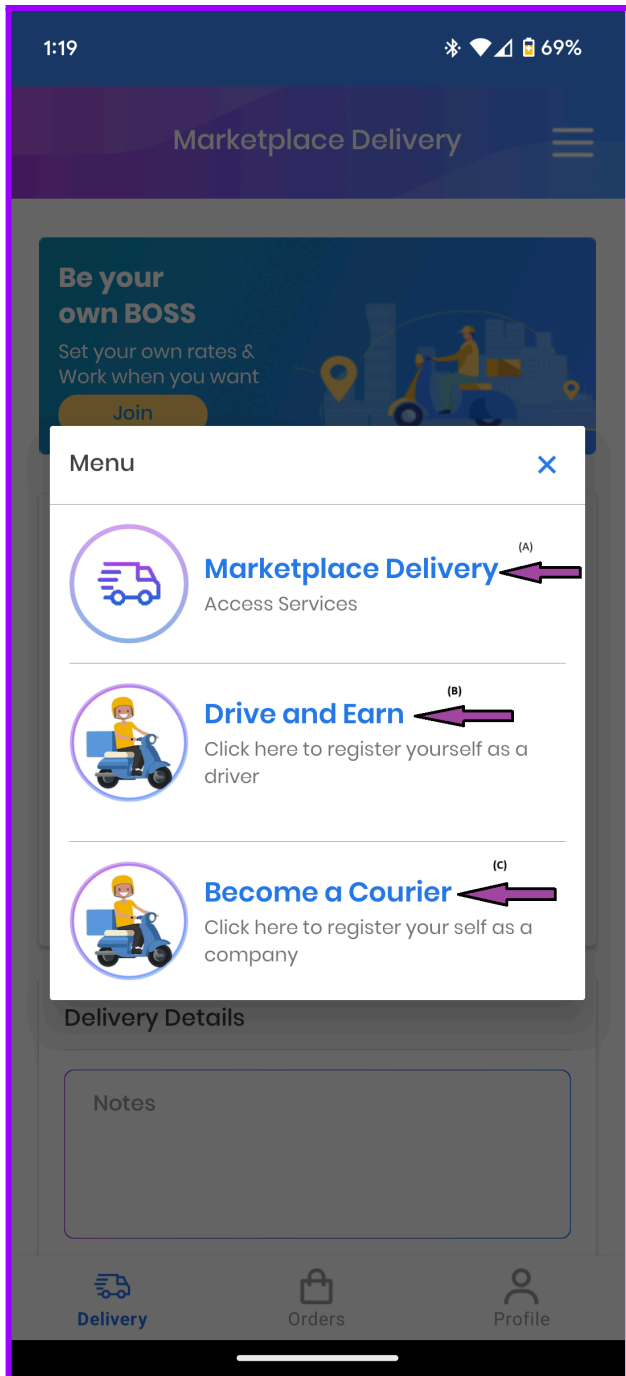 1:19
69%
Marketplace Delivery
Be your
own BOSS
Set your own rates &
Work when you want
Join
Menu
(A)
Marketplace Delivery
Access Services
(B)
Drive and Earn
Click here to register yourself as a
driver
(C)
Become a Courier
Click here to register your self as a
company
Delivery Details
Notes
Delivery
Orders
Profile